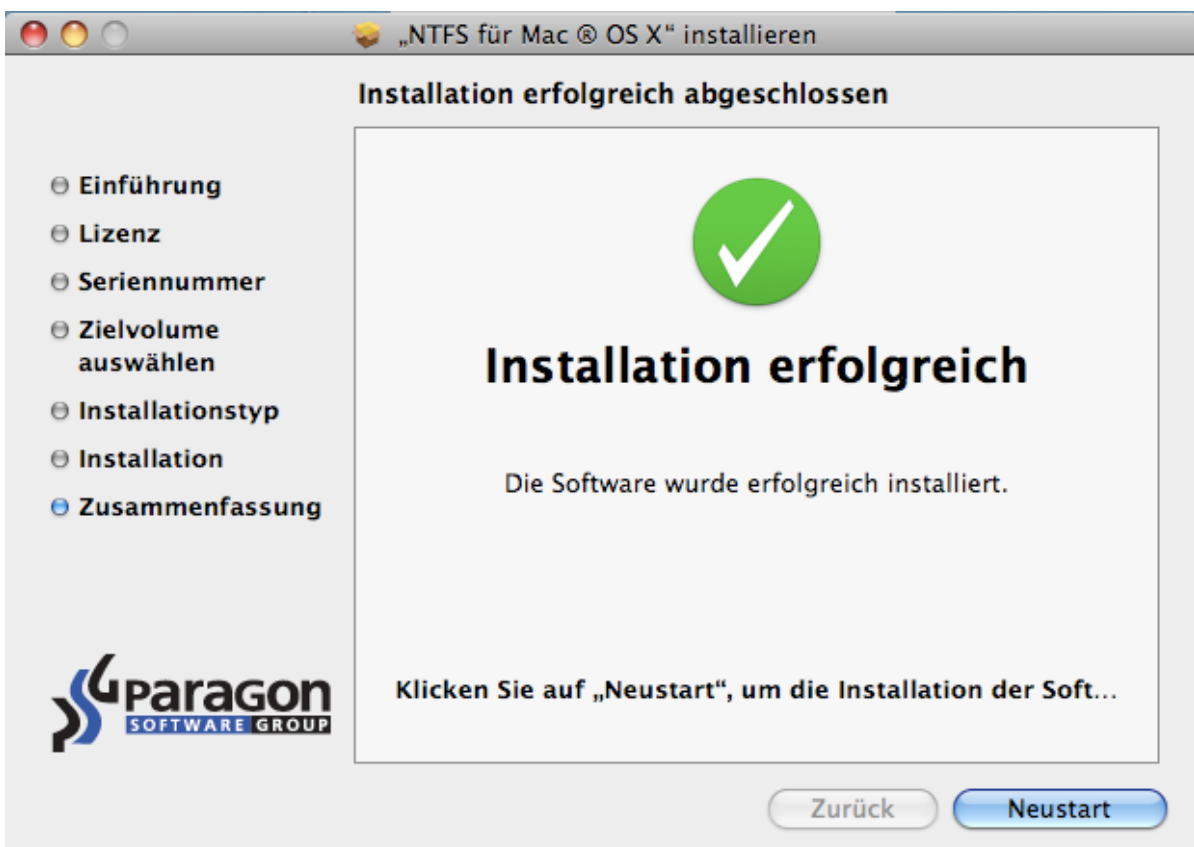 „NTFS für Mac ® OS X“ installieren
Installation erfolgreich abgeschlossen
Einführung
Lizenz
Seriennummer
Zielvolume
auswählen
Installationstyp
Installation
Zusammenfassung
Installation erfolgreich
Die Software wurde erfolgreich installiert.
Klicken Sie auf „Neustart“, um die Installation der Soft...
Paragon
SOFTWARE GROUP
Zurück
Neustart